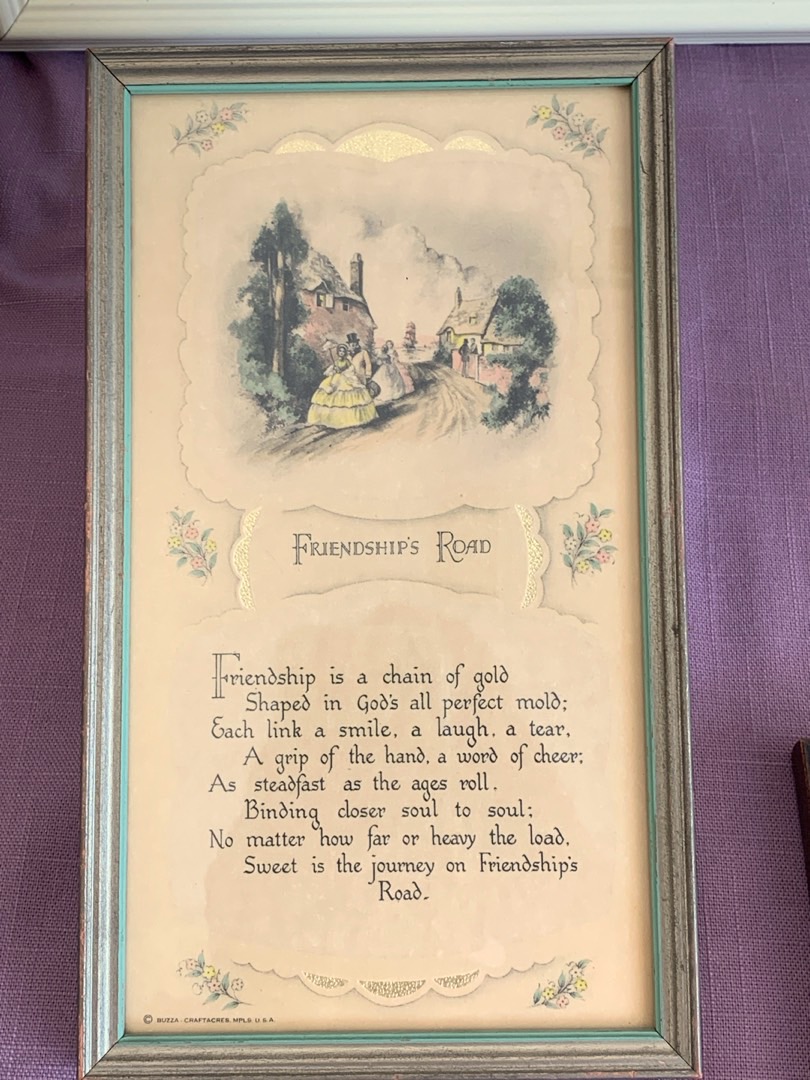 Friendship's Road
Friendship is a chain of gold
Shaped in God's all perfect mold;
Each link a smile, a laugh, a tear,
A grip of the hand, a word of cheer;
As steadfast as the ages roll,
Binding closer soul to soul;
No matter how far or heavy the load,
Sweet is the journey on Friendship's
Road.
© BUZZA - CRAFTACRES, MPLS U.S.A.